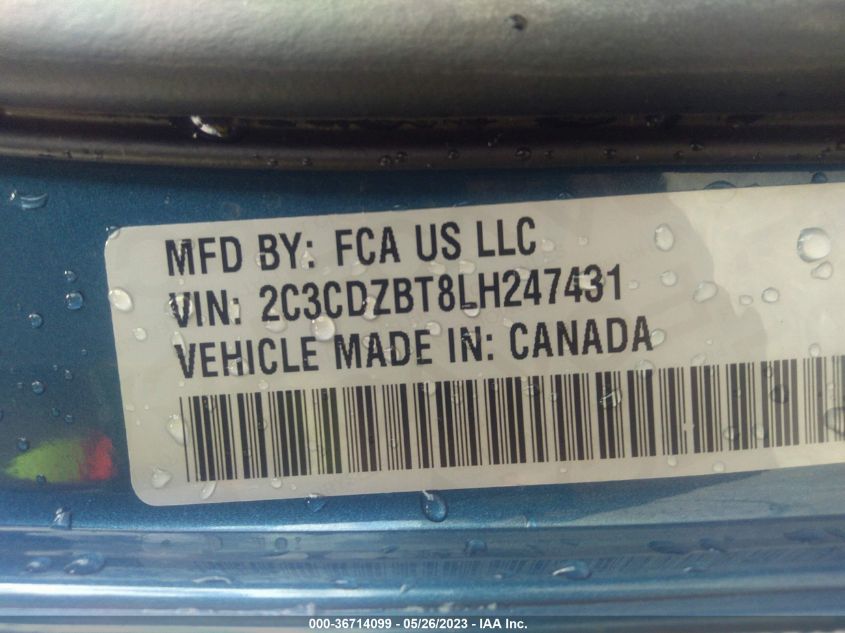 MFD BY: FCA US LLC
VIN: 2C3CDZBT8LH247431
VEHICLE MADE IN: CANADA
000-36714099 - 05/26/2023 - IAA Inc.